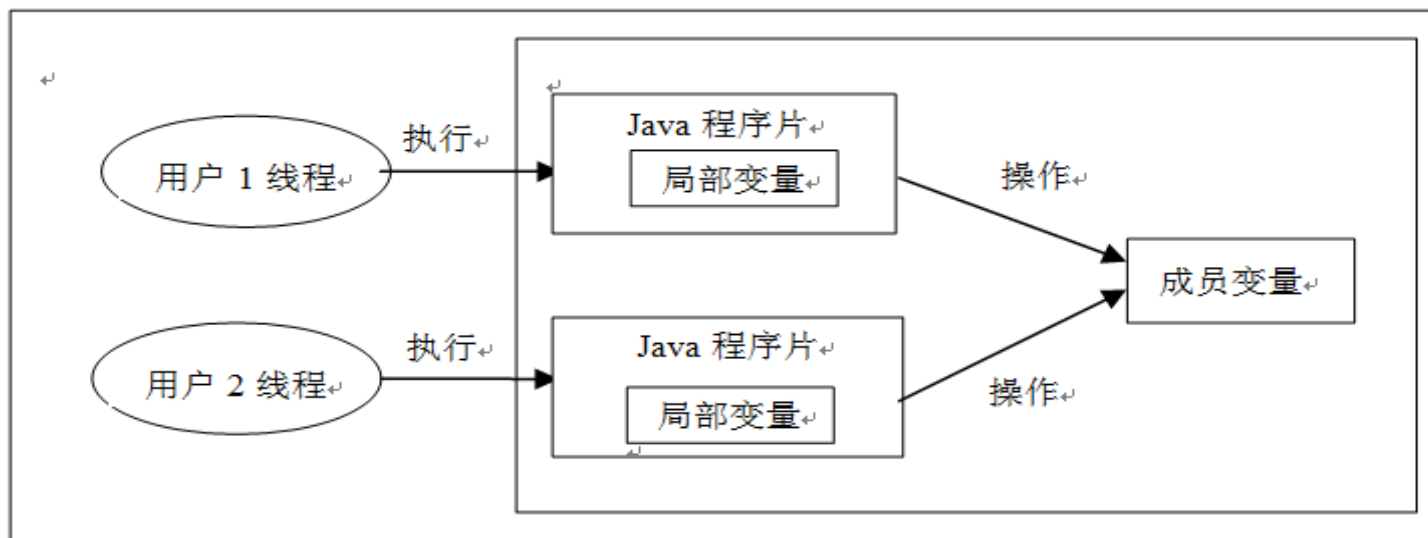 执行
Java 程序片
用户 1 线程
局部变量
操作
成员变量
执行
Java 程序片
用户 2 线程
局部变量
操作